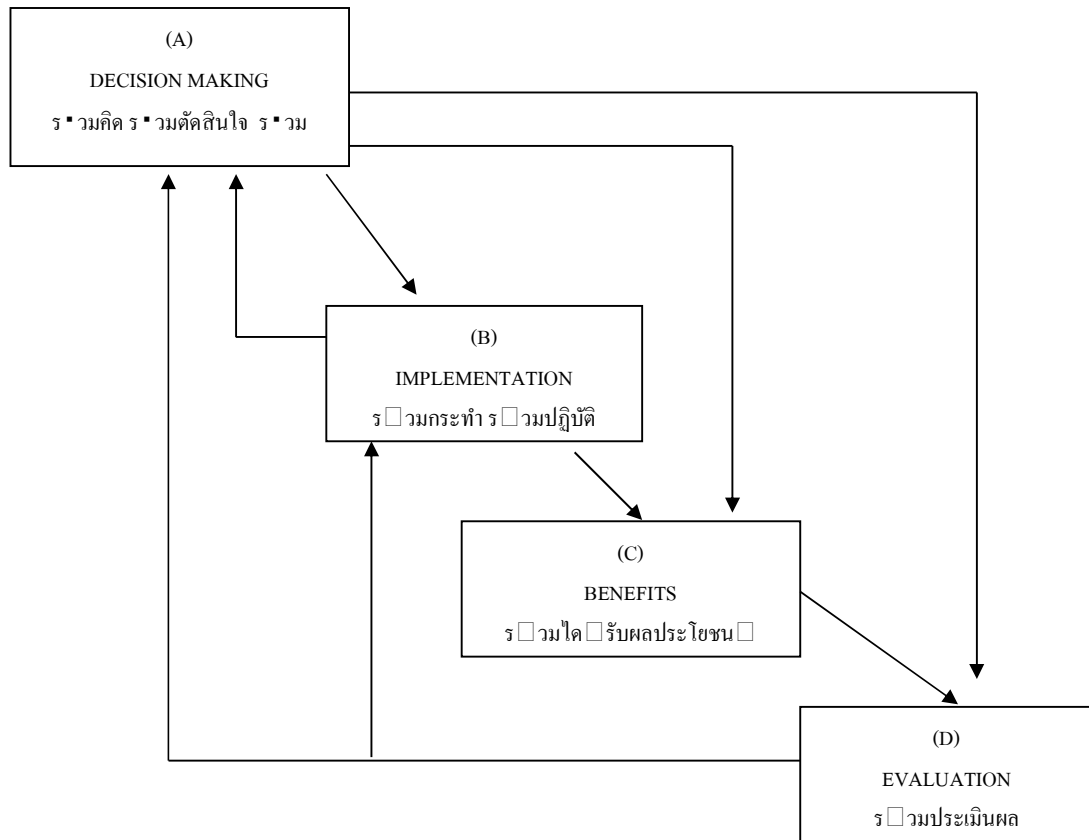 (A)
DECISION MAKING
ร▪วมคิด ร▪วมตัดสินใจ ร▪วม
(B)
IMPLEMENTATION
ร□วมกระทำ ร□วมปฏิบัติ
(C)
BENEFITS
ร□วมได□รับผลประโยชน□
(D)
EVALUATION
ร□วมประเมินผล